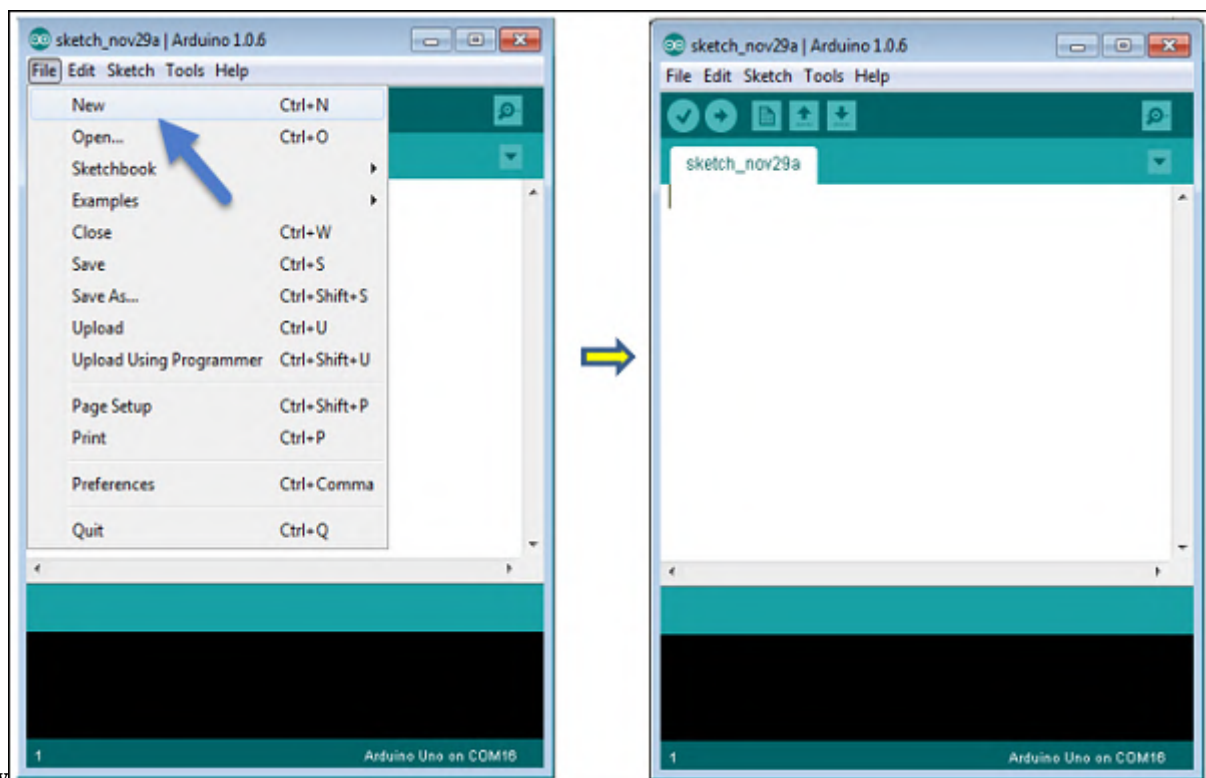 sketch_nov29a | Arduino 1.0.6
File Edit Sketch Tools Help
New Ctrl+N
Open... Ctrl+O
Sketchbook
Examples
Close Ctrl+W
Save Ctrl+S
Save As... Ctrl+Shift+S
Upload Ctrl+U
Upload Using Programmer Ctrl+Shift+U
Page Setup Ctrl+Shift+P
Print Ctrl+P
Preferences Ctrl+Comma
Quit Ctrl+Q
1 Arduino Uno on COM16
sketch_nov29a | Arduino 1.0.6
File Edit Sketch Tools Help
sketch_nov29a
1 Arduino Uno on COM16